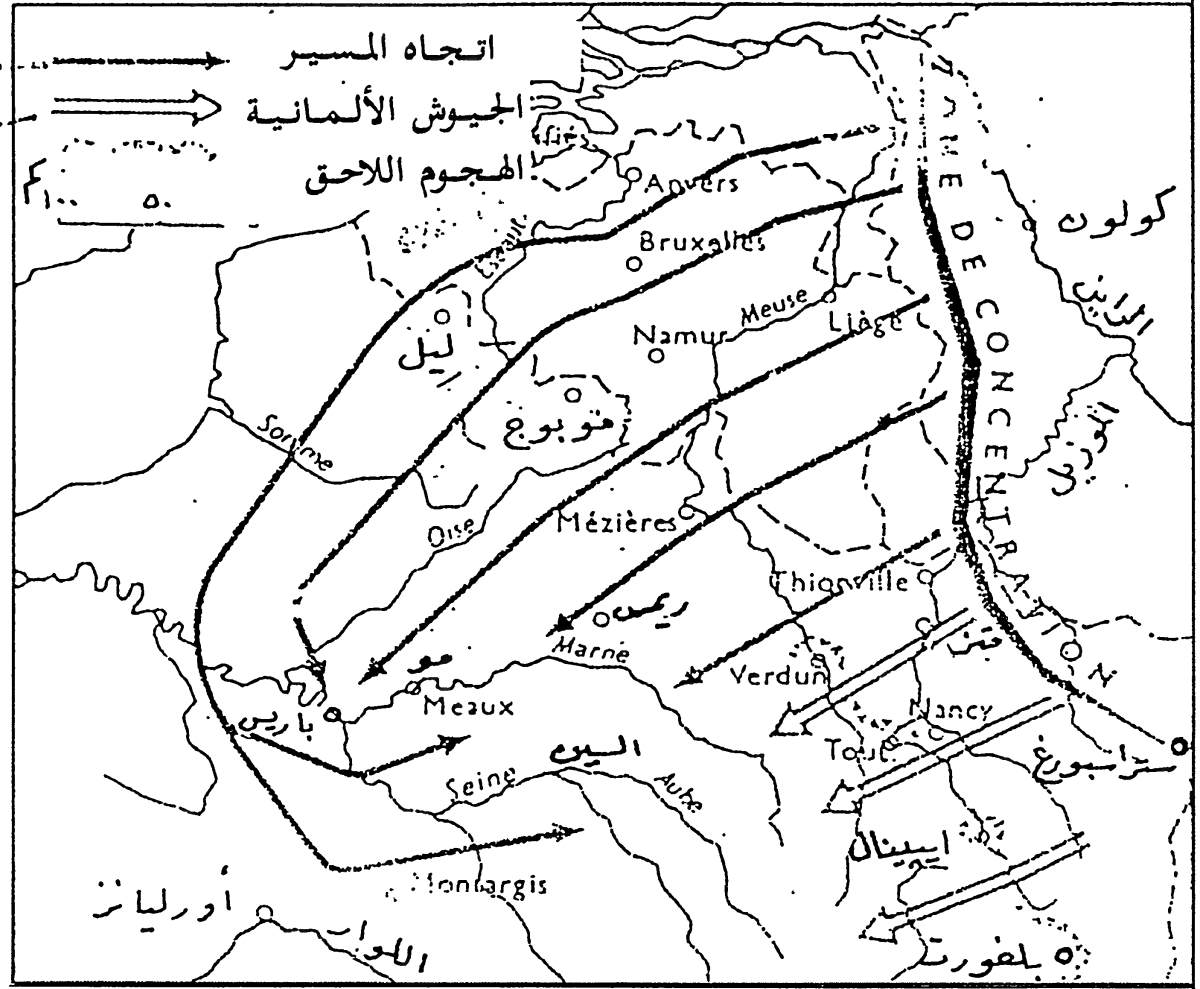 اتجاه المسير
الجيوش الألمانية
الهجوم اللاحق
كم ١٠٠ ٥٠
Anvers
كولون
Escaut
Bruxelles
الراين
Meuse
Liège
Namur
ليل
ZONE DE CONCENTRATION
موبوج
Somme
الموزيل
Oise
Mézières
Thionville
ريمس
متز
Marne
مو
Verdun
Meaux
Nancy
باريس
Toul
السين
ستراسبورغ
Seine
Aube
ايبينال
Montargis
أورليانز
اللوار
بلفورت